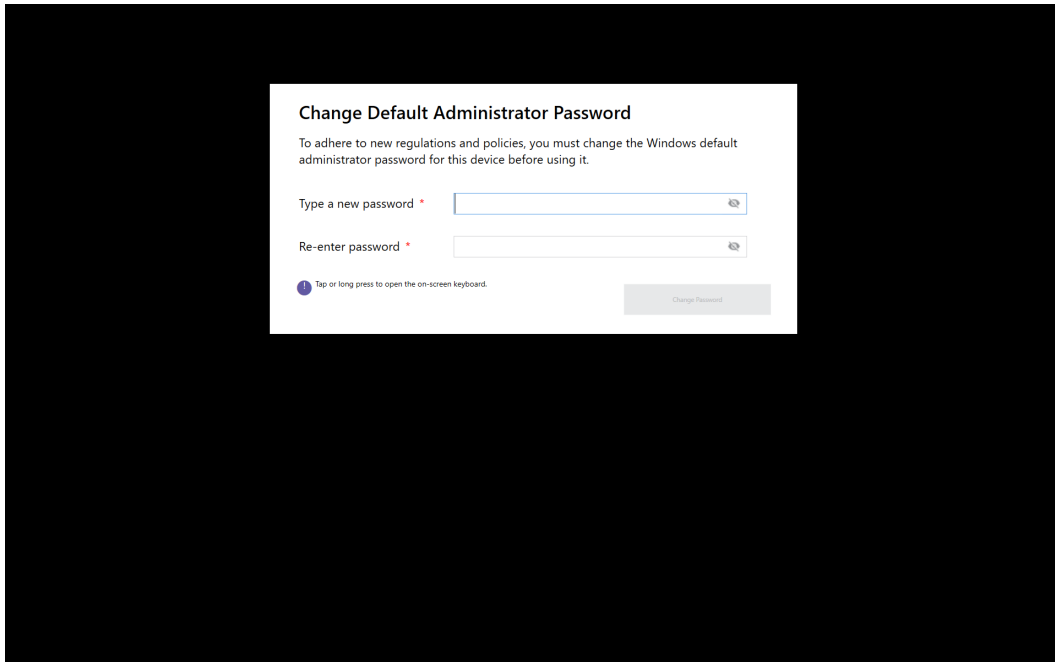 Change Default Administrator Password
To adhere to new regulations and policies, you must change the Windows default
administrator password for this device before using it.
Type a new password *
Re-enter password *
! Tap or long press to open the on-screen keyboard.
Change Password